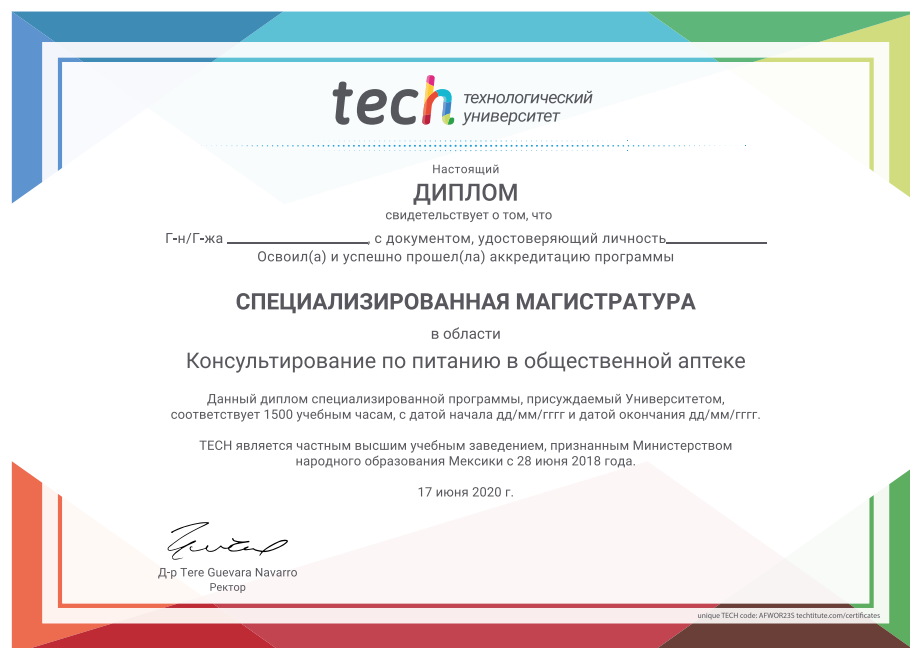 tech технологический
университет
Настоящий
ДИПЛОМ
свидетельствует о том, что
Г-н/Г-жа ____________________, с документом, удостоверяющий личность______________
Освоил(а) и успешно прошел(ла) аккредитацию программы
СПЕЦИАЛИЗИРОВАННАЯ МАГИСТРАТУРА
в области
Консультирование по питанию в общественной аптеке
Данный диплом специализированной программы, присуждаемый Университетом,
соответствует 1500 учебным часам, с датой начала дд/мм/гггг и датой окончания дд/мм/гггг.
TECH является частным высшим учебным заведением, признанным Министерством
народного образования Мексики с 28 июня 2018 года.
17 июня 2020 г.
Д-р Tere Guevara Navarro
Ректор
unique TECH code: AFWOR23S techtitute.com/certificates